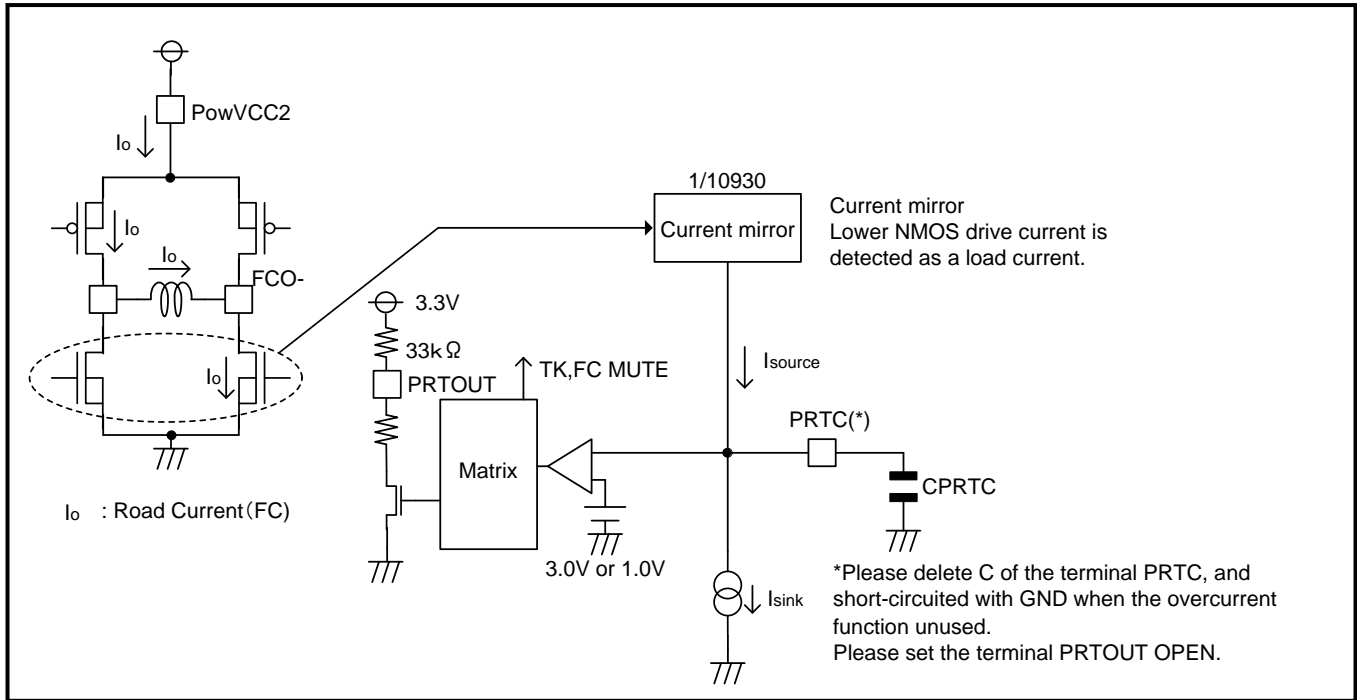 PowVCC2
Io
Io
Io
FCO-
Io
Io : Road Current(FC)
3.3V
33kΩ
PRTOUT
TK,FC MUTE
Matrix
3.0V or 1.0V
1/10930
Current mirror
Current mirror
Lower NMOS drive current is
detected as a load current.
Isource
PRTC(*)
CPRTC
Isink
*Please delete C of the terminal PRTC, and
short-circuited with GND when the overcurrent
function unused.
Please set the terminal PRTOUT OPEN.